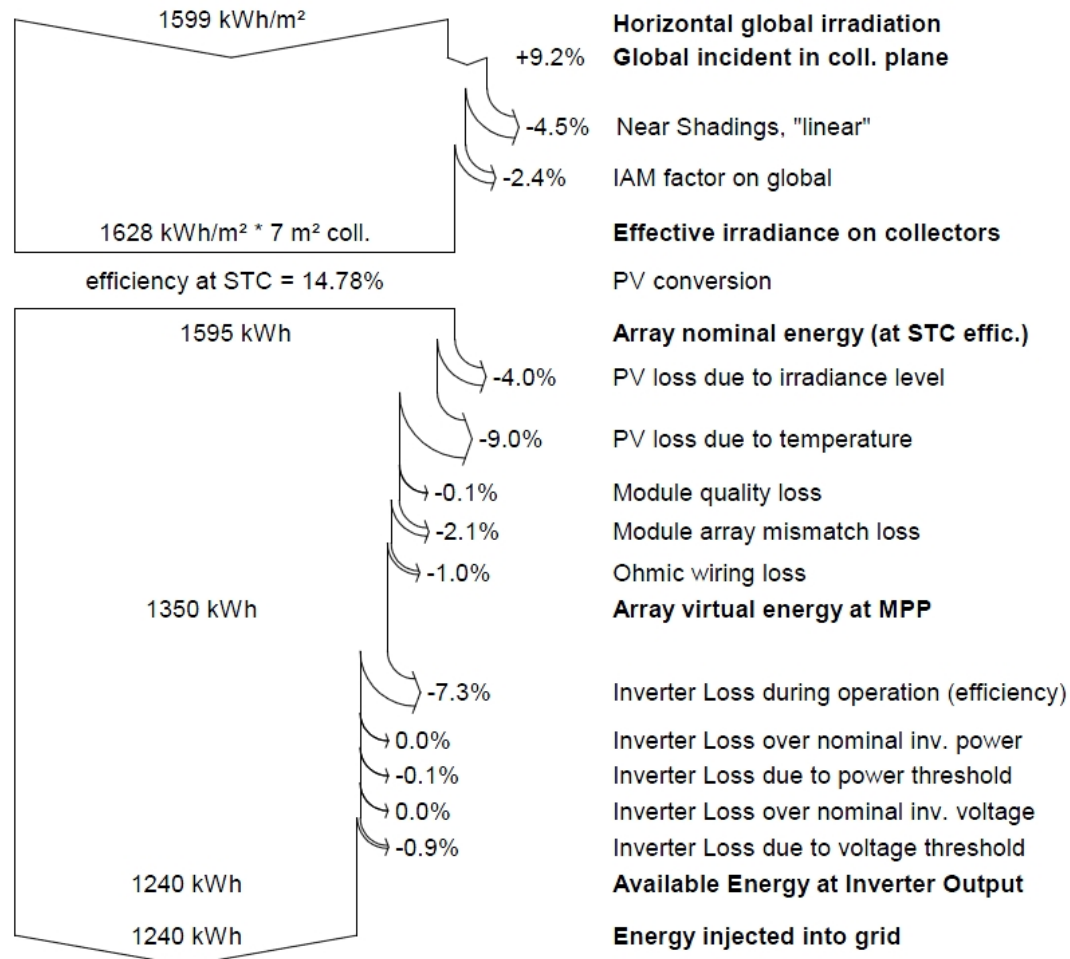 1599 kWh/m² Horizontal global irradiation
+9.2% Global incident in coll. plane
-4.5% Near Shadings, "linear"
-2.4% IAM factor on global
1628 kWh/m² * 7 m² coll. Effective irradiance on collectors
efficiency at STC = 14.78% PV conversion
1595 kWh Array nominal energy (at STC effic.)
-4.0% PV loss due to irradiance level
-9.0% PV loss due to temperature
-0.1% Module quality loss
-2.1% Module array mismatch loss
-1.0% Ohmic wiring loss
1350 kWh Array virtual energy at MPP
-7.3% Inverter Loss during operation (efficiency)
0.0% Inverter Loss over nominal inv. power
-0.1% Inverter Loss due to power threshold
0.0% Inverter Loss over nominal inv. voltage
-0.9% Inverter Loss due to voltage threshold
1240 kWh Available Energy at Inverter Output
1240 kWh Energy injected into grid